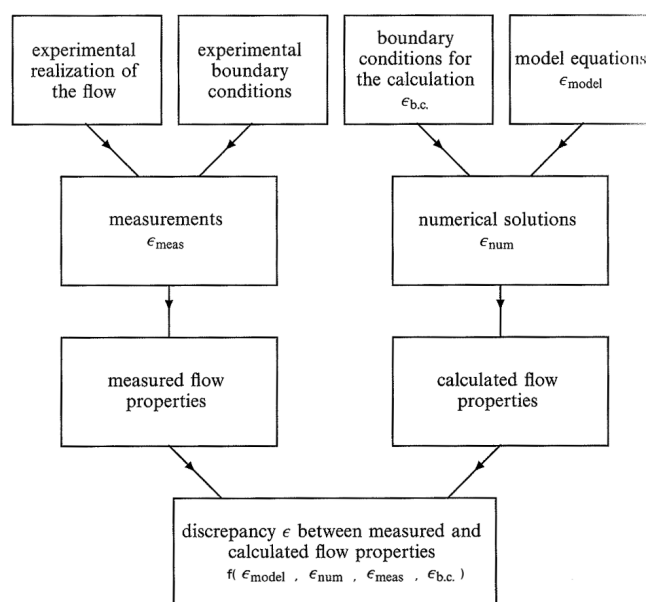 experimental
realization of
the flow
experimental
boundary
conditions
boundary
conditions for
the calculation
ϵb.c.
model equations
ϵmodel
measurements
ϵmeas
numerical solutions
ϵnum
measured flow
properties
calculated flow
properties
discrepancy ϵ between measured and
calculated flow properties
f( ϵmodel , ϵnum , ϵmeas , ϵb.c. )